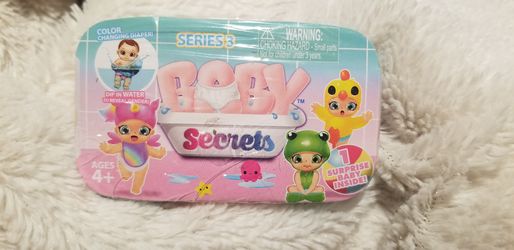 COLOR
CHANGING DIAPER!
SERIES 3
WARNING:
CHOKING HAZARD - Small parts
Not for children under 3 years.
BABY
TM
Secrets
DIP IN WATER
TO REVEAL GENDER!
AGES
4+
1
SURPRISE
BABY
INSIDE!